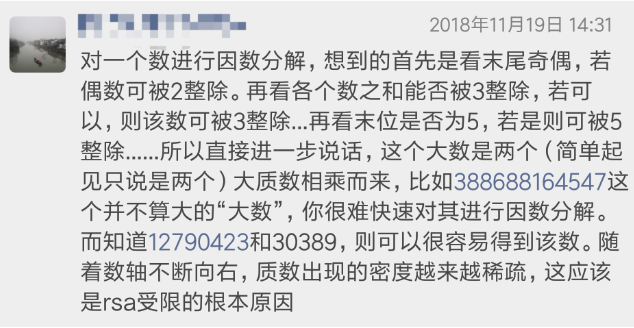 2018年11月19日 14:31
对一个数进行因数分解，想到的首先是看末尾奇偶，若
偶数可被2整除。再看各个数之和能否被3整除，若可
以，则该数可被3整除...再看末位是否为5，若是则可被5
整除......所以直接进一步说话，这个大数是两个（简单起
见只说是两个）大质数相乘而来，比如388688164547这
个并不算大的“大数”，你很难快速对其进行因数分解。
而知道12790423和30389，则可以很容易得到该数。随
着数轴不断向右，质数出现的密度越来越稀疏，这应该
是rsa受限的根本原因